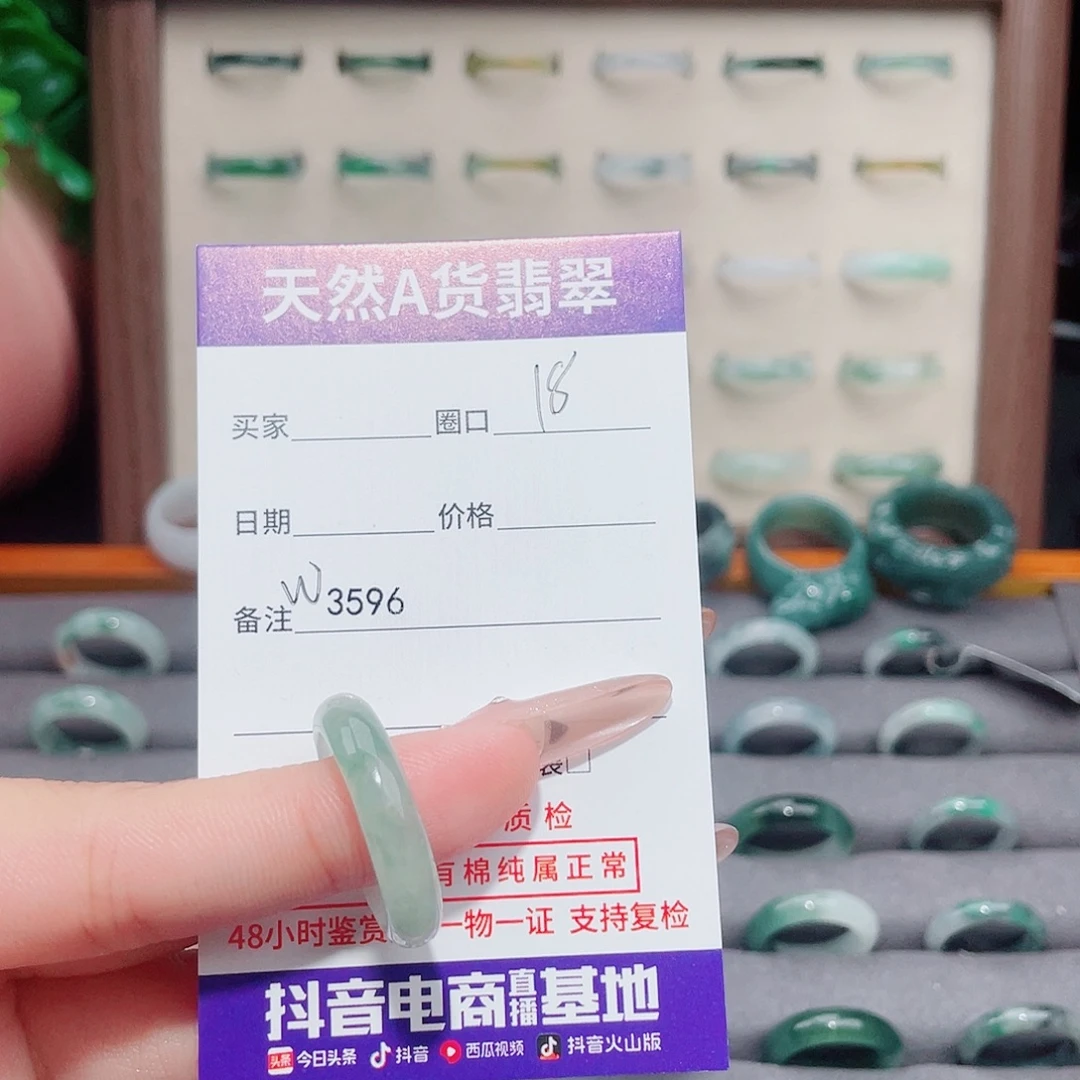 天然A货翡翠
买家 圈口 18
日期 价格
备注 W3596
质检
有棉纯属正常
48小时鉴赏 一物一证 支持复检
抖音电商直播基地
头条 今日头条 抖音 西瓜视频 抖音火山版